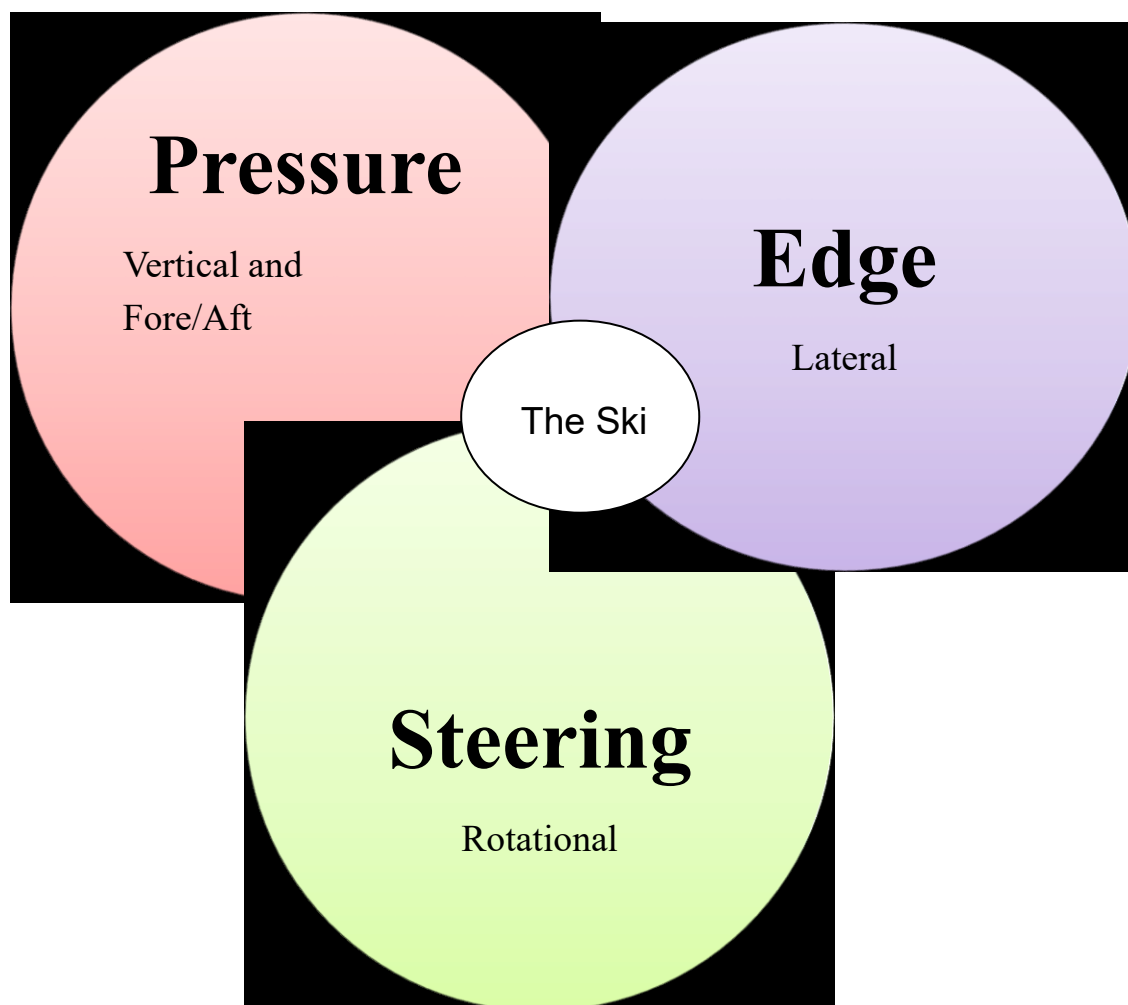 Pressure
Vertical and
Fore/Aft
Edge
Lateral
The Ski
Steering
Rotational